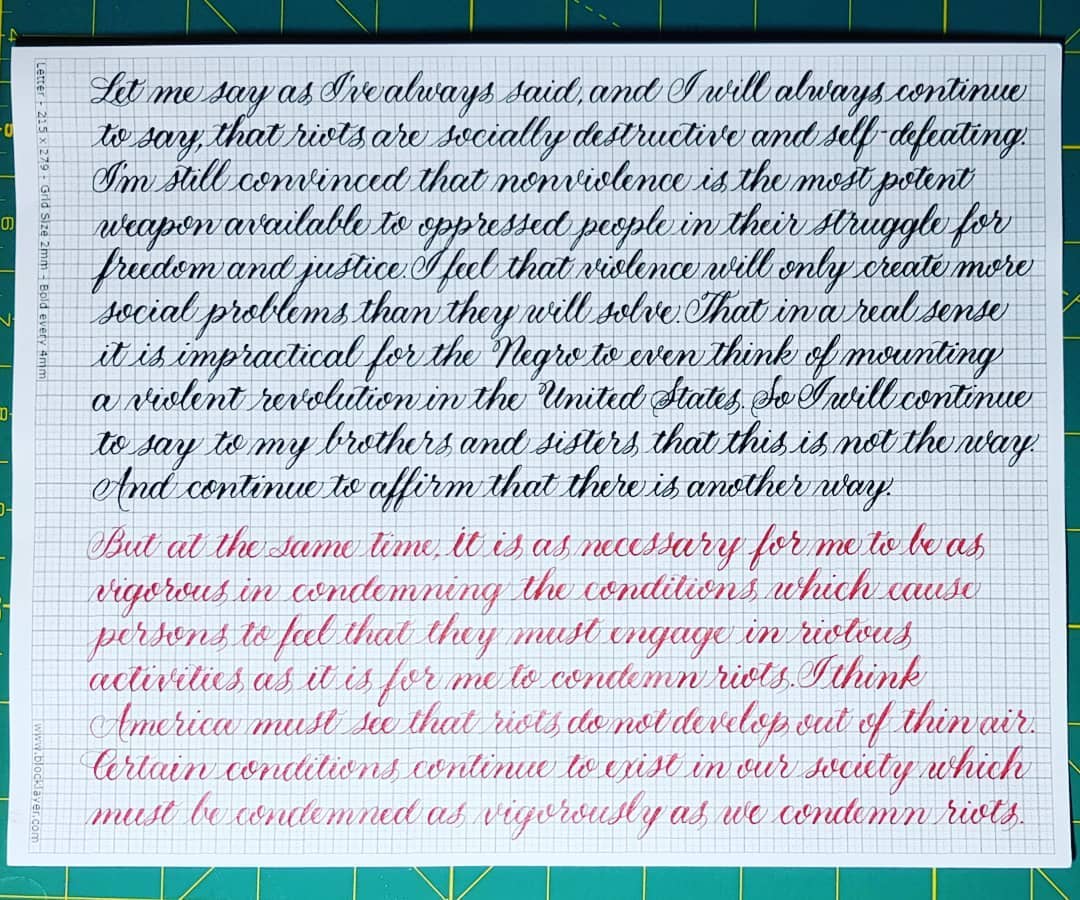 Let me say as I've always said, and I will always continue
to say, that riots are socially destructive and self-defeating.
I'm still convinced that nonviolence is the most potent
weapon available to oppressed people in their struggle for
freedom and justice. I feel that violence will only create more
social problems than they will solve. That in a real sense
it is impractical for the Negro to even think of mounting
a violent revolution in the United States. So I will continue
to say to my brothers and sisters that this is not the way.
And continue to affirm that there is another way.
But at the same time, it is as necessary for me to be as
vigorous in condemning the conditions which cause
persons to feel that they must engage in riotous
activities as it is for me to condemn riots. I think
America must see that riots do not develop out of thin air.
Certain conditions continue to exist in our society which
must be condemned as vigorously as we condemn riots.
Letter - 215 x 279 - Grid Size 2mm - Bold every 4mm
www.blocklayer.com